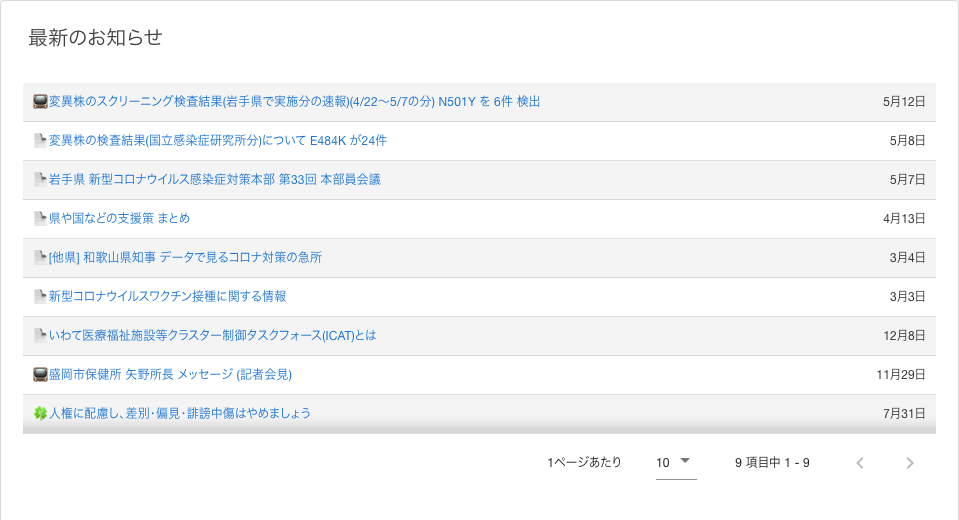 最新のお知らせ
変異株のスクリーニング検査結果(岩手県で実施分の速報)(4/22〜5/7の分) N501Y を 6件 検出 5月12日
変異株の検査結果(国立感染症研究所分)について E484K が24件 5月8日
岩手県 新型コロナウイルス感染症対策本部 第33回 本部員会議 5月7日
県や国などの支援策 まとめ 4月13日
[他県] 和歌山県知事 データで見るコロナ対策の急所 3月4日
新型コロナウイルスワクチン接種に関する情報 3月3日
いわて医療福祉施設等クラスター制御タスクフォース(ICAT)とは 12月8日
盛岡市保健所 矢野所長 メッセージ (記者会見) 11月29日
人権に配慮し、差別・偏見・誹謗中傷はやめましょう 7月31日
1ページあたり 10 9 項目中 1 - 9